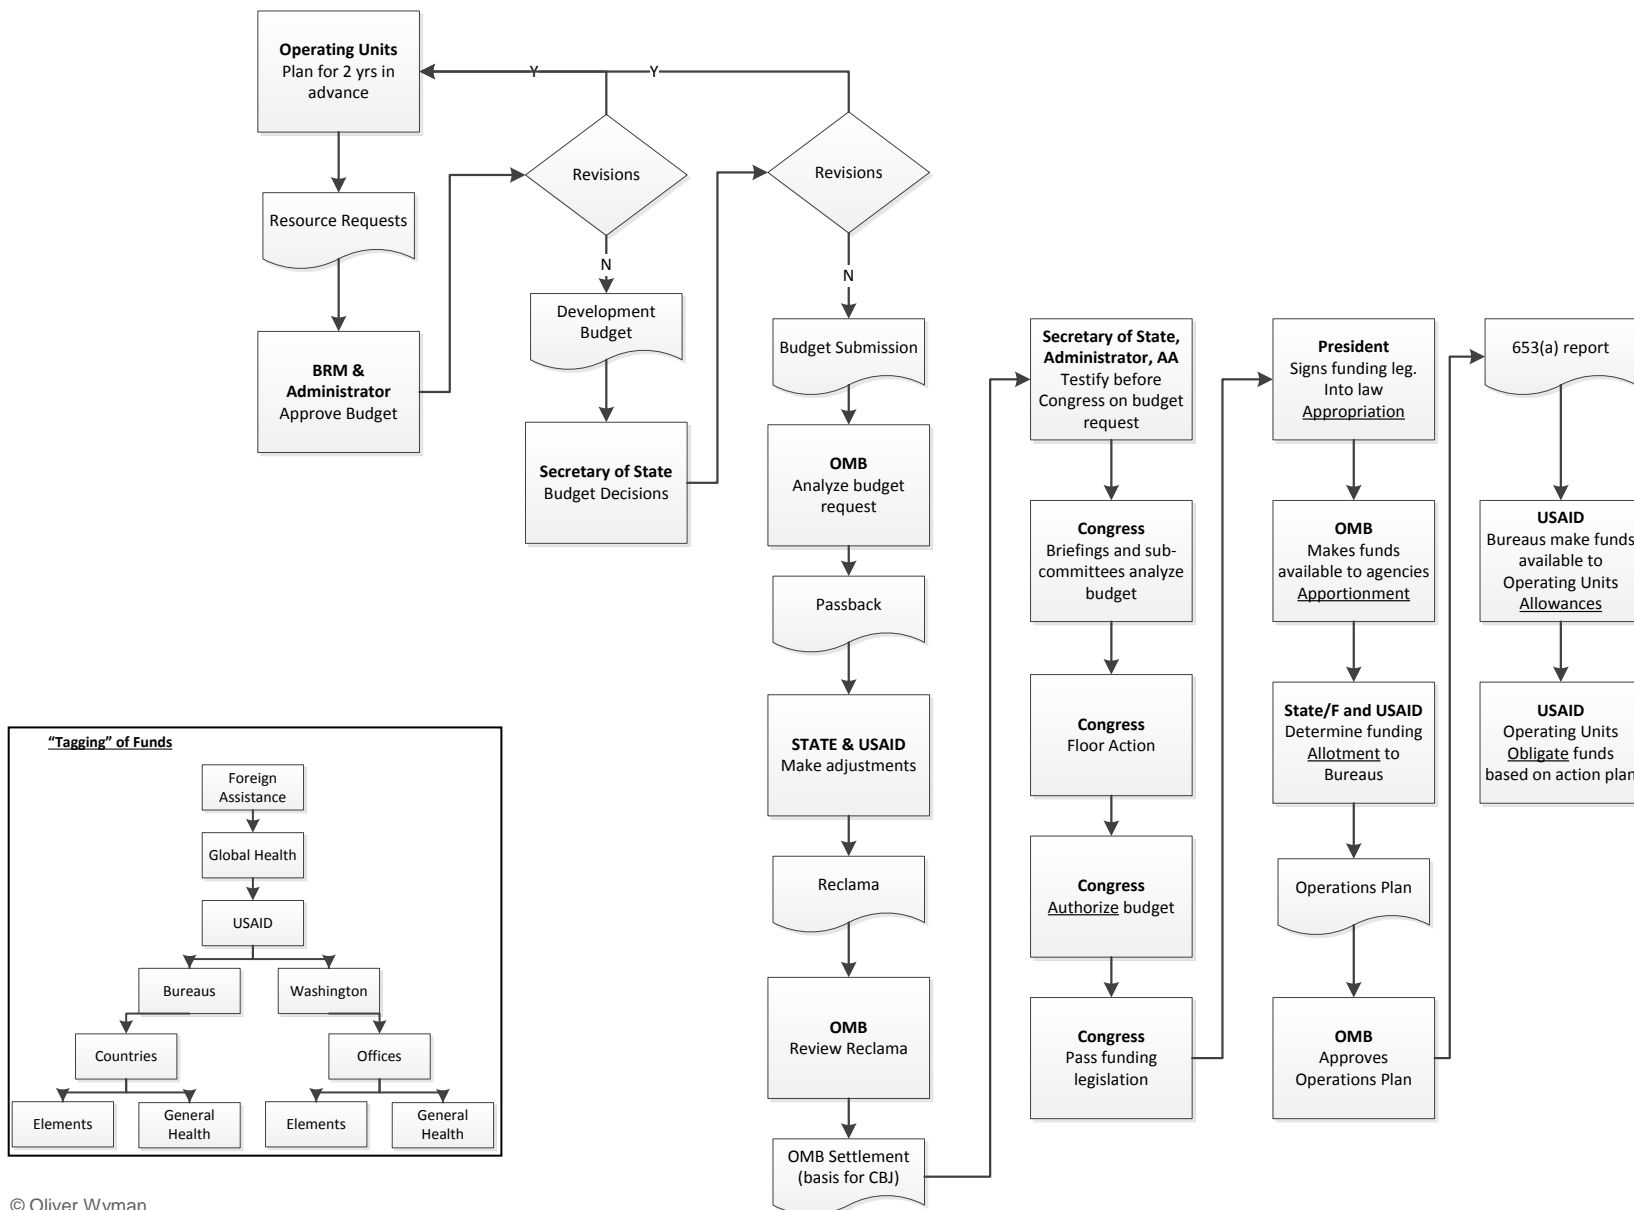 Operating Units
Plan for 2 yrs in
advance
Y
Y
Revisions
Revisions
Resource Requests
N
N
Development
Budget
BRM &
Administrator
Approve Budget
Secretary of State
Budget Decisions
Budget Submission
OMB
Analyze budget
request
Passback
STATE & USAID
Make adjustments
Reclama
OMB
Review Reclama
OMB Settlement
(basis for CBJ)
Secretary of State,
Administrator, AA
Testify before
Congress on budget
request
Congress
Briefings and sub-
committees analyze
budget
Congress
Floor Action
Congress
Authorize budget
Congress
Pass funding
legislation
President
Signs funding leg.
Into law
Appropriation
OMB
Makes funds
available to agencies
Apportionment
State/F and USAID
Determine funding
Allotment to
Bureaus
Operations Plan
OMB
Approves
Operations Plan
653(a) report
USAID
Bureaus make funds
available to
Operating Units
Allowances
USAID
Operating Units
Obligate funds
based on action plan
"Tagging" of Funds
Foreign
Assistance
Global Health
USAID
Bureaus
Washington
Countries
Offices
Elements
General
Health
Elements
General
Health
© Oliver Wyman